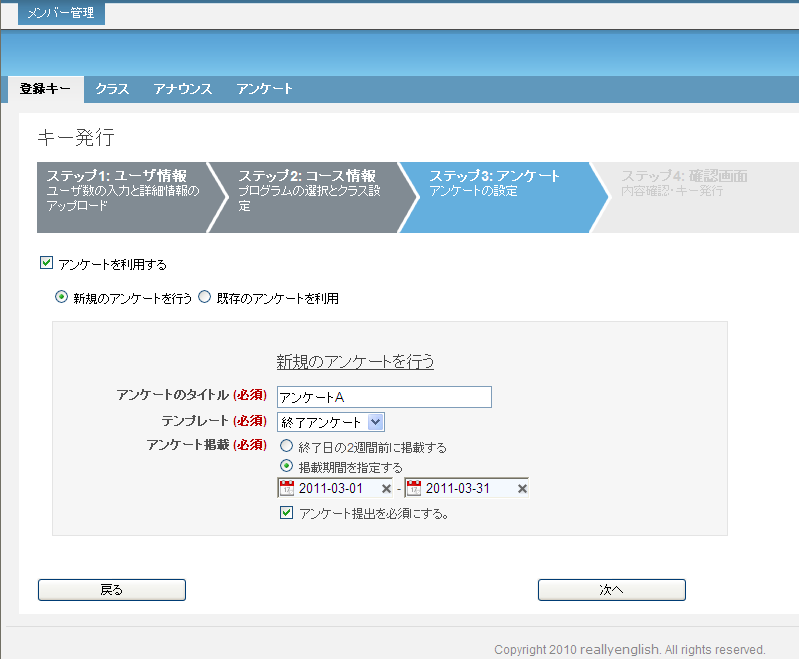 メンバー管理
登録キー クラス アナウンス アンケート
キー発行
ステップ1: ユーザ情報
ユーザ数の入力と詳細情報の
アップロード
ステップ2: コース情報
プログラムの選択とクラス設
定
ステップ3: アンケート
アンケートの設定
ステップ4: 確認画面
内容確認・キー発行
アンケートを利用する
新規のアンケートを行う 既存のアンケートを利用
新規のアンケートを行う
アンケートのタイトル (必須) アンケートA
テンプレート (必須) 終了アンケート
アンケート掲載 (必須) 終了日の2週間前に掲載する
掲載期間を指定する
2011-03-01 - 2011-03-31
アンケート提出を必須にする。
戻る 次へ
Copyright 2010 reallyenglish. All rights reserved.